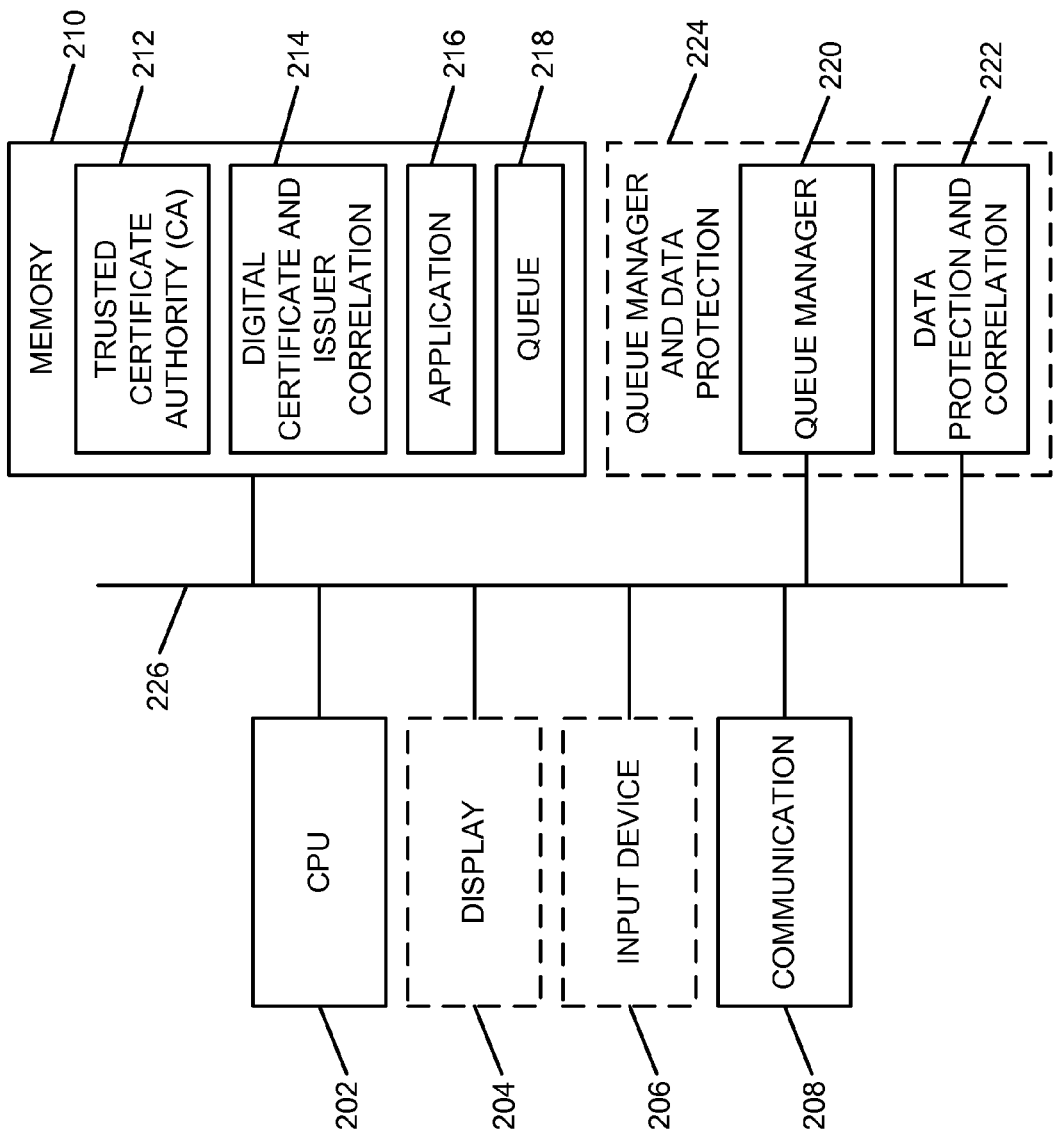 CPU
202
DISPLAY
204
INPUT DEVICE
206
COMMUNICATION
208
226
MEMORY
210
TRUSTED
CERTIFICATE
AUTHORITY (CA)
212
DIGITAL
CERTIFICATE AND
ISSUER
CORRELATION
214
APPLICATION
216
QUEUE
218
QUEUE MANAGER
AND DATA
PROTECTION
224
QUEUE MANAGER
220
DATA
PROTECTION AND
CORRELATION
222